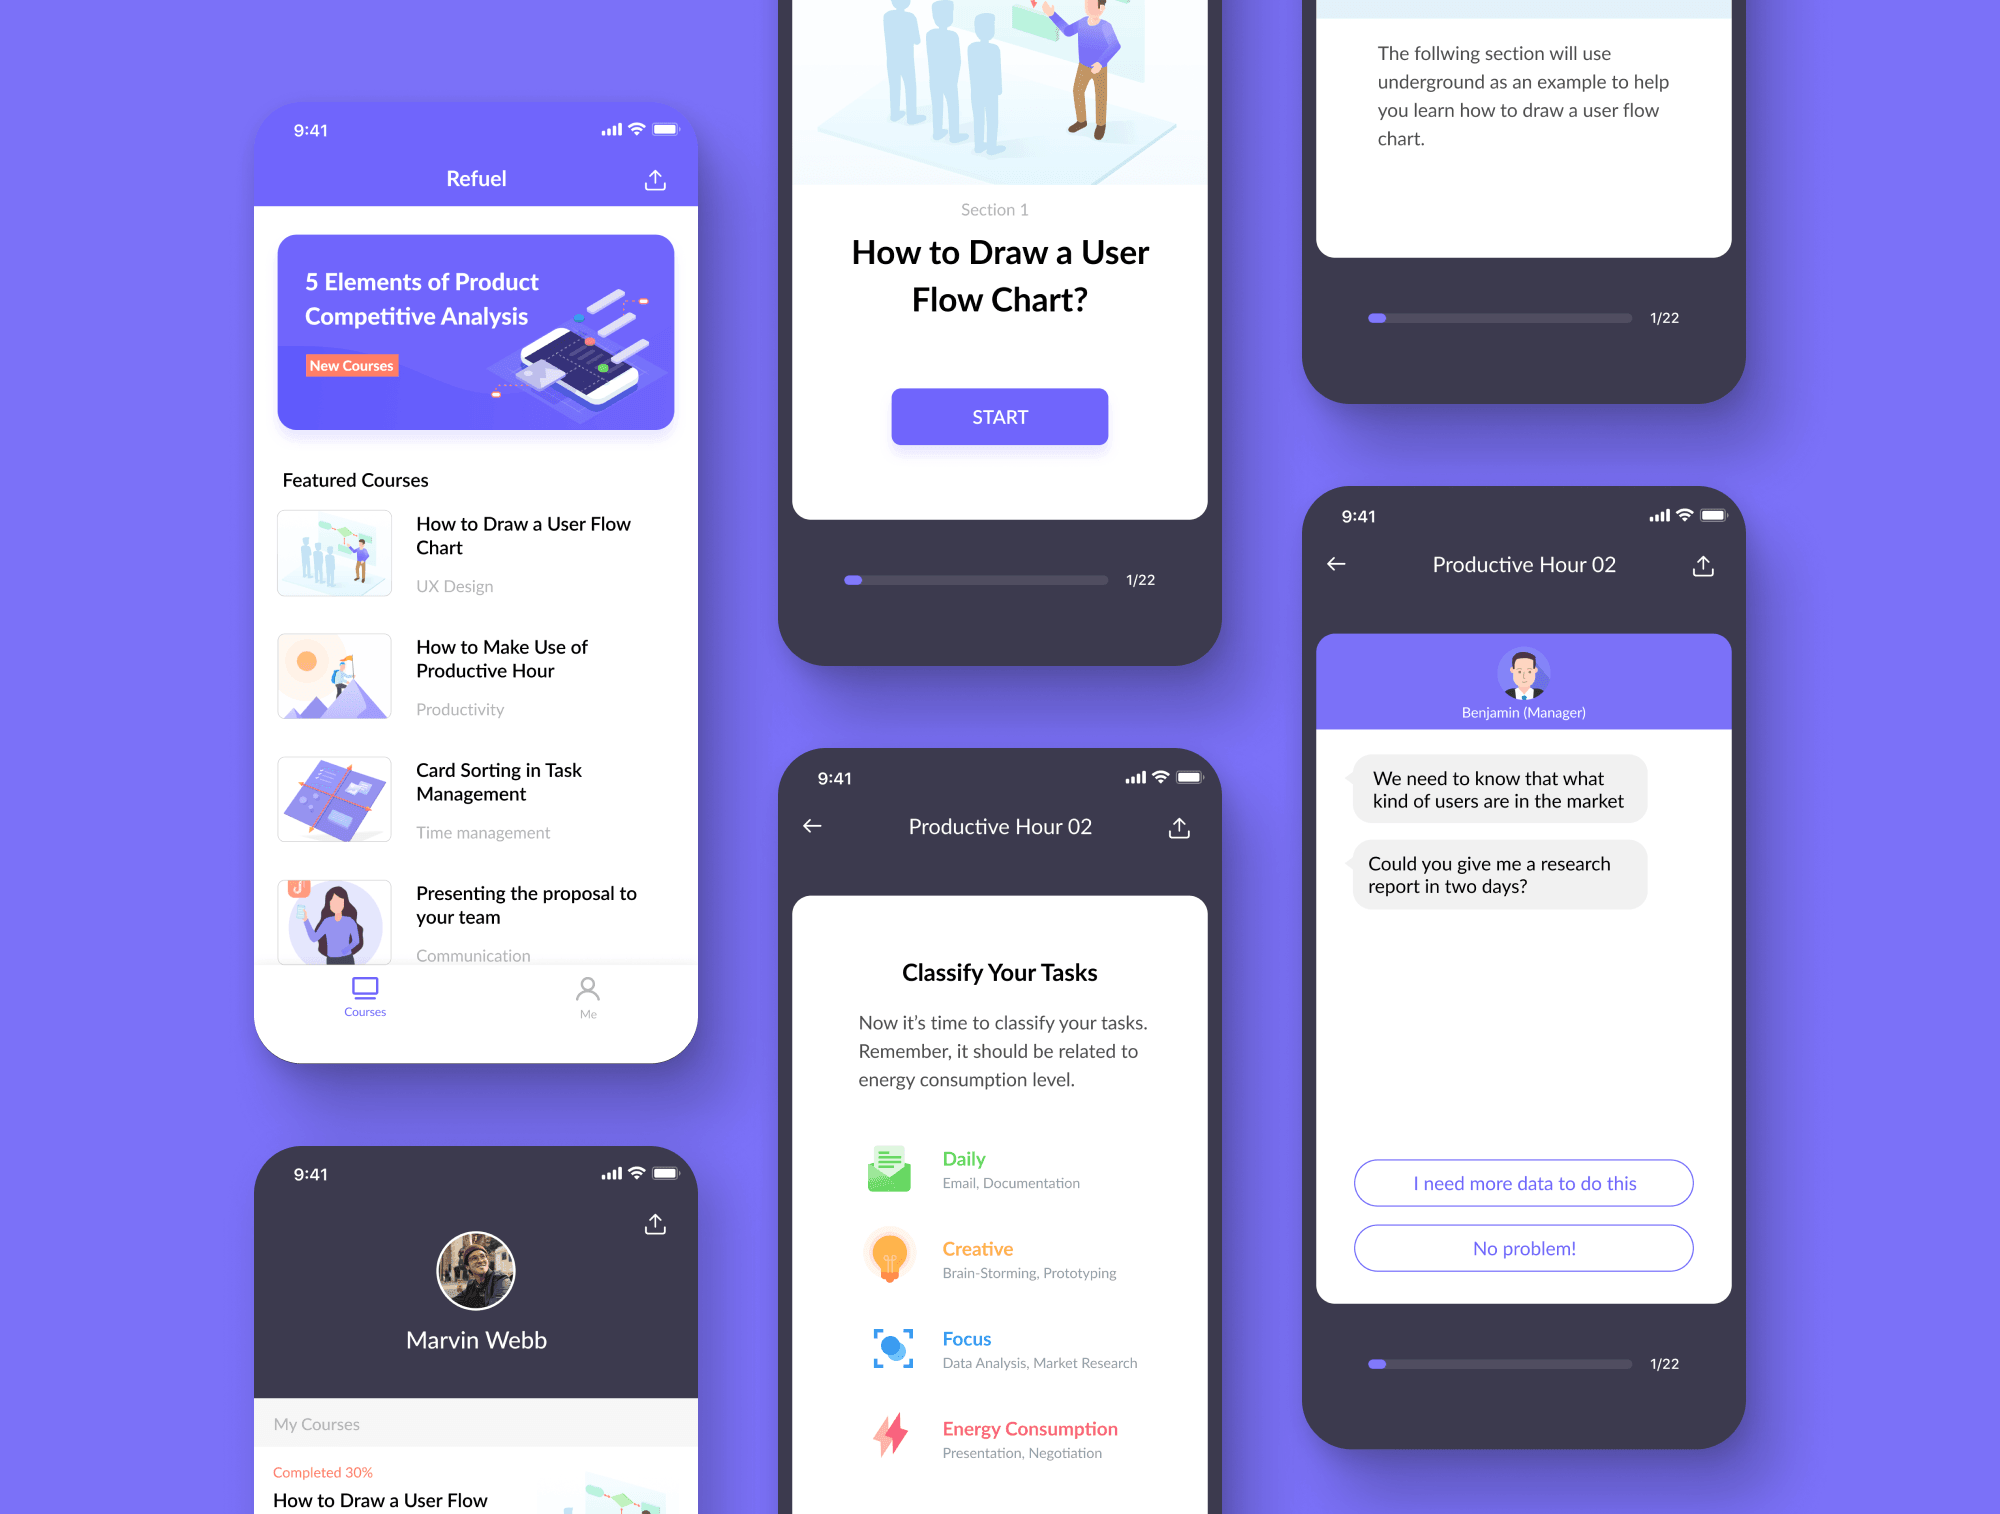 9:41
Refuel
5 Elements of Product
Competitive Analysis
New Courses
Featured Courses
How to Draw a User Flow
Chart
UX Design
How to Make Use of
Productive Hour
Productivity
Card Sorting in Task
Management
Time management
Presenting the proposal to
your team
Communication
Courses
Me
9:41
Marvin Webb
My Courses
Completed 30%
How to Draw a User Flow
Section 1
How to Draw a User
Flow Chart?
START
1/22
9:41
Productive Hour 02
Classify Your Tasks
Now it's time to classify your tasks.
Remember, it should be related to
energy consumption level.
Daily
Email, Documentation
Creative
Brain-Storming, Prototyping
Focus
Data Analysis, Market Research
Energy Consumption
Presentation, Negotiation
The follwing section will use
underground as an example to help
you learn how to draw a user flow
chart.
1/22
9:41
Productive Hour 02
Benjamin (Manager)
We need to know that what
kind of users are in the market
Could you give me a research
report in two days?
I need more data to do this
No problem!
1/22